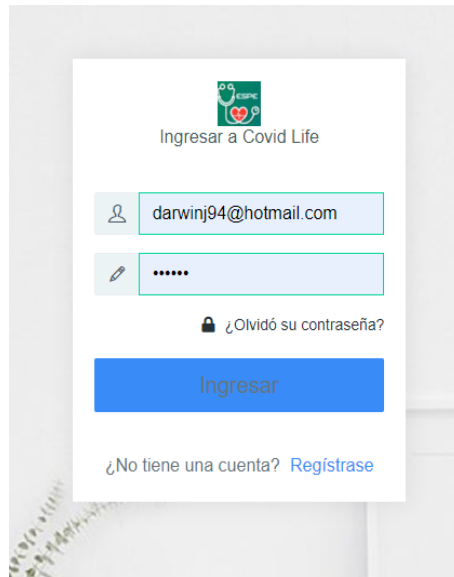 ESPE
Ingresar a Covid Life
darwinj94@hotmail.com
••••••
¿Olvidó su contraseña?
Ingresar
¿No tiene una cuenta? Regístrase